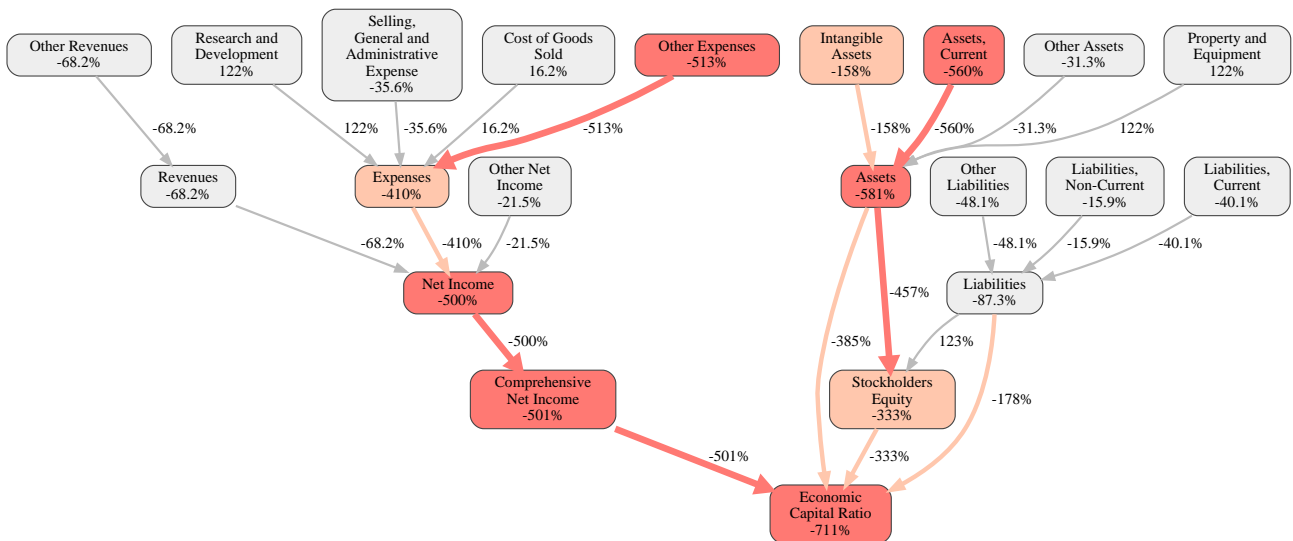 Other Revenues
-68.2%
Research and
Development
122%
Selling,
General and
Administrative
Expense
-35.6%
Cost of Goods
Sold
16.2%
Other Expenses
-513%
Intangible
Assets
-158%
Assets,
Current
-560%
Other Assets
-31.3%
Property and
Equipment
122%
-68.2%
122%
-35.6%
16.2%
-513%
-158%
-560%
-31.3%
122%
Revenues
-68.2%
Expenses
-410%
Other Net
Income
-21.5%
Assets
-581%
Other
Liabilities
-48.1%
Liabilities,
Non-Current
-15.9%
Liabilities,
Current
-40.1%
-68.2%
-410%
-21.5%
-48.1%
-15.9%
-40.1%
Net Income
-500%
-457%
Liabilities
-87.3%
-500%
-385%
123%
Comprehensive
Net Income
-501%
Stockholders
Equity
-333%
-178%
-501%
-333%
Economic
Capital Ratio
-711%